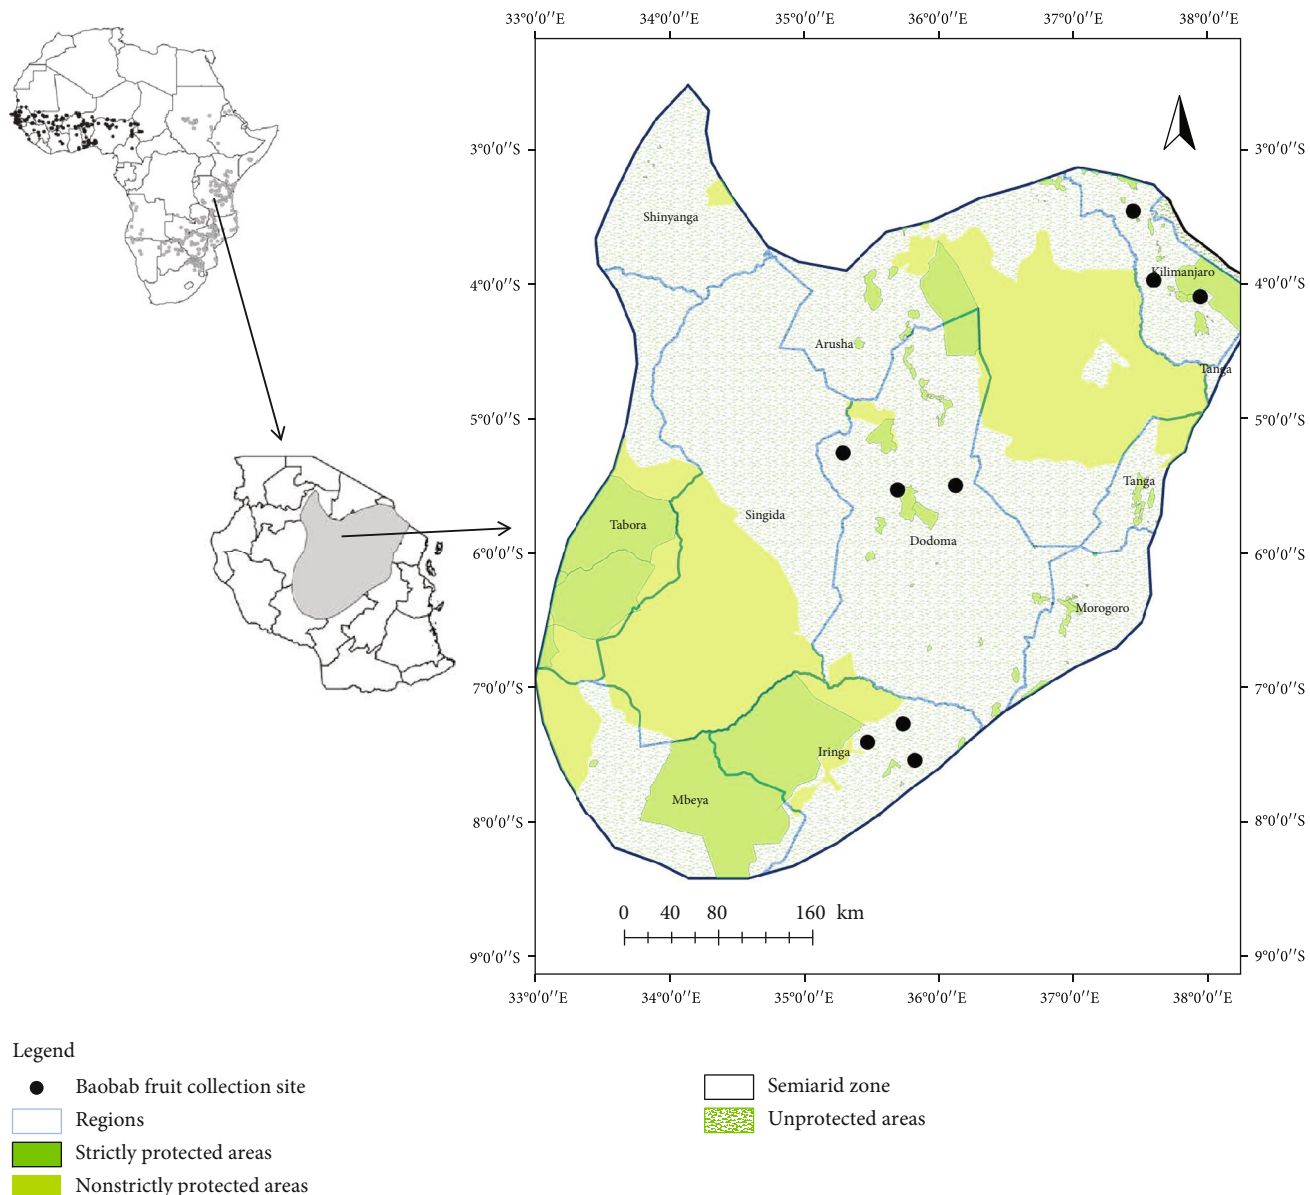 33°0′0″E 34°0′0″E 35°0′0″E 36°0′0″E 37°0′0″E 38°0′0″E
3°0′0″S 3°0′0″S
Shinyanga
Kilimanjaro
4°0′0″S 4°0′0″S
Arusha
Tanga
5°0′0″S 5°0′0″S
Tanga
Singida
Tabora
Dodoma
6°0′0″S 6°0′0″S
Morogoro
7°0′0″S 7°0′0″S
Iringa
Mbeya
8°0′0″S 8°0′0″S
0 40 80 160 km
9°0′0″S 9°0′0″S
33°0′0″E 34°0′0″E 35°0′0″E 36°0′0″E 37°0′0″E 38°0′0″E
Legend
Baobab fruit collection site
Regions
Strictly protected areas
Nonstrictly protected areas
Semiarid zone
Unprotected areas